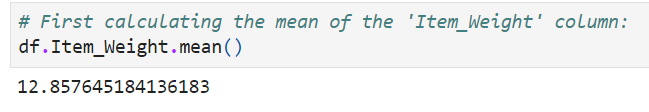 # First calculating the mean of the 'Item_Weight' column:
df.Item_Weight.mean()
12.857645184136183